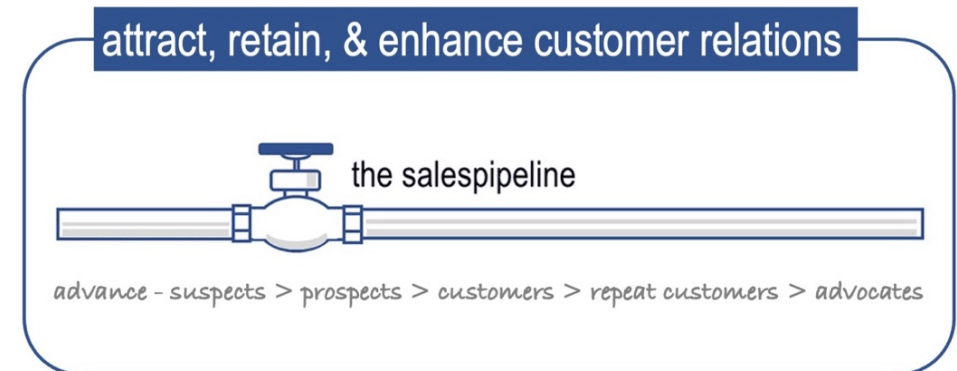 attract, retain, & enhance customer relations
the salespipeline
advance - suspects > prospects > customers > repeat customers > advocates